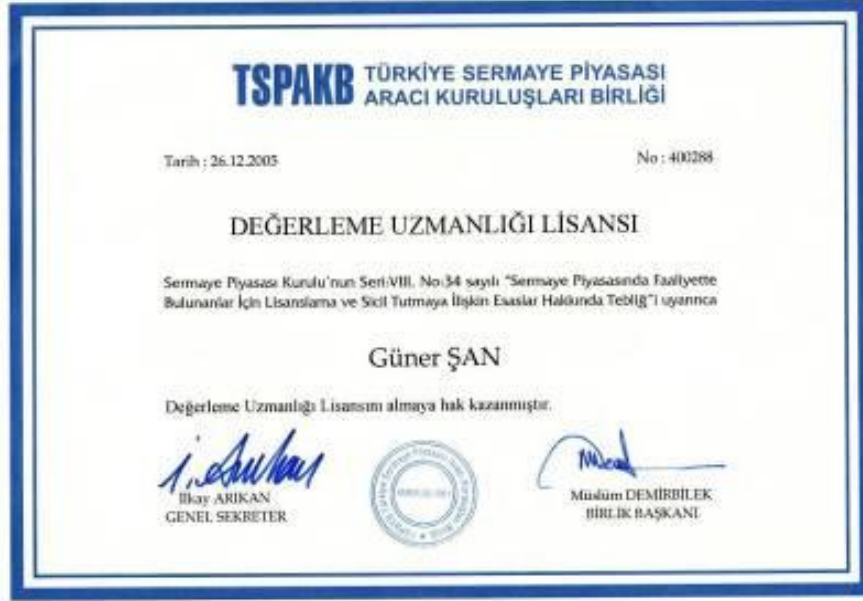 TSPAKB TÜRKİYE SERMAYE PİYASASI
ARACI KURULUŞLARI BİRLİĞİ
Tarih : 26.12.2005
No : 400288
DEĞERLEME UZMANLIĞI LİSANSI
Sermaye Piyasası Kurulu'nun Seri:VIII, No:34 sayılı "Sermaye Piyasasında Faaliyette
Bulunanlar İçin Lisanslama ve Sicil Tutmaya İlişkin Esaslar Hakkında Tebliğ"i uyarınca
Güner ŞAN
Değerleme Uzmanlığı Lisansını almaya hak kazanmıştır.
İlkay ARIKAN
GENEL SEKRETER
Müslüm DEMİRBİLEK
BİRLİK BAŞKANI